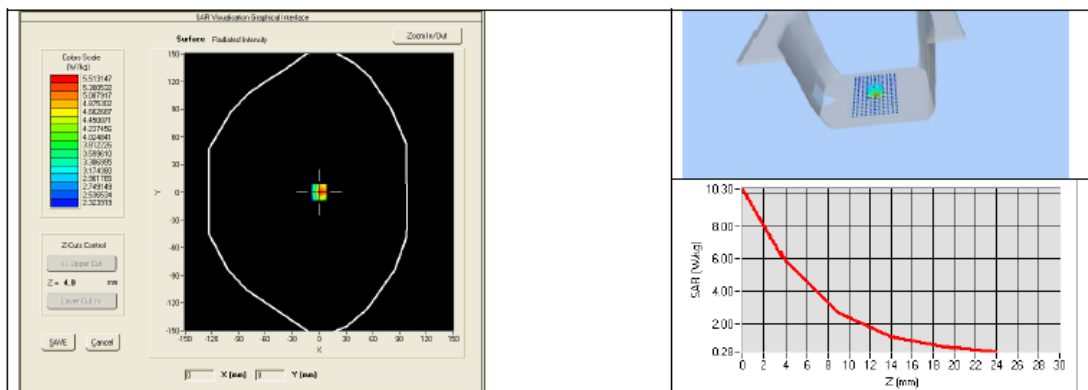 SAR Visualisation Graphical Interface
Surface Radiated Intensity
Zoom In/Out
Colors Scale
(W/kg)
5.513147
5.300532
5.087917
4.875302
4.662687
4.450071
4.237456
4.024841
3.812226
3.599610
3.386995
3.174380
2.961765
2.749149
2.536534
2.323919
150
120
90
60
30
0
-30
-60
-90
-120
-150
Y
-150 -120 -90 -60 -30 0 30 60 90 120 150
X
Z-Cuts Control
<< Upper Cut
Z = 4.0 mm
Lower Cut >>
SAVE Cancel
0 X (mm) 0 Y (mm)
10.30
8.00
6.00
4.00
2.00
0.28
SAR (W/kg)
0 2 4 6 8 10 12 14 16 18 20 22 24 26 28 30
Z (mm)